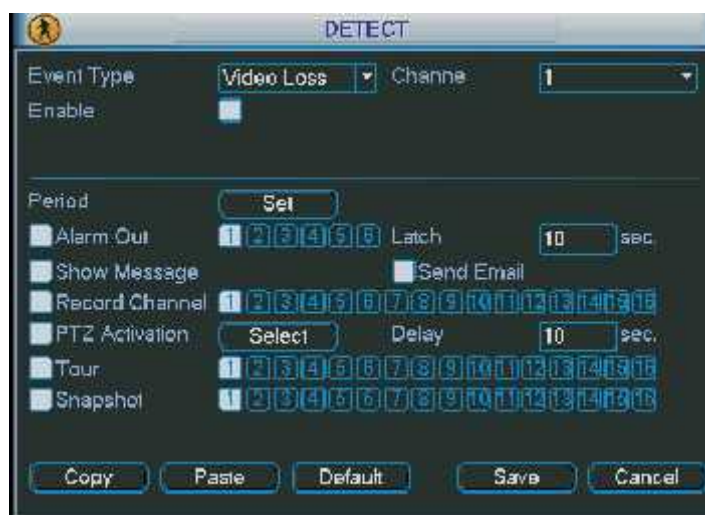 DETECT
Event Type Video Loss Channe 1
Enable
Period Set
Alarm Out 1 2 3 4 5 6 Latch 10 sec.
Show Message Send Email
Record Channel 1 2 3 4 5 6 7 8 9 10 11 12 13 14 15 16
PTZ Activation Select Delay 10 sec.
Tour 1 2 3 4 5 6 7 8 9 10 11 12 13 14 15 16
Snapshot 1 2 3 4 5 6 7 8 9 10 11 12 13 14 15 16
Copy Paste Default Save Cancel